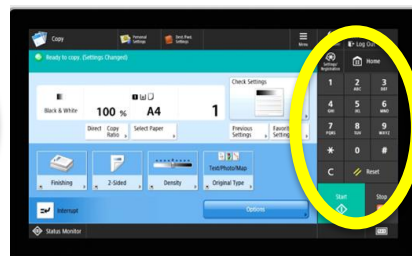 Copy
Personal Settings
Menu
Log Out
Ready to copy. (Settings Changed)
Settings/ Registration
Home
Check Settings
Black & White
100 %
A4
1
Direct
Copy Ratio
Select Paper
Previous Settings
Favorite Settings
Finishing
2-Sided
Density
Text/Photo/Map
Original Type
Interrupt
Options
Status Monitor
1
2 ABC
3 DEF
4 GHI
5 JKL
6 MNO
7 PQRS
8 TUV
9 WXYZ
* 0 #
C
Reset
Start
Stop